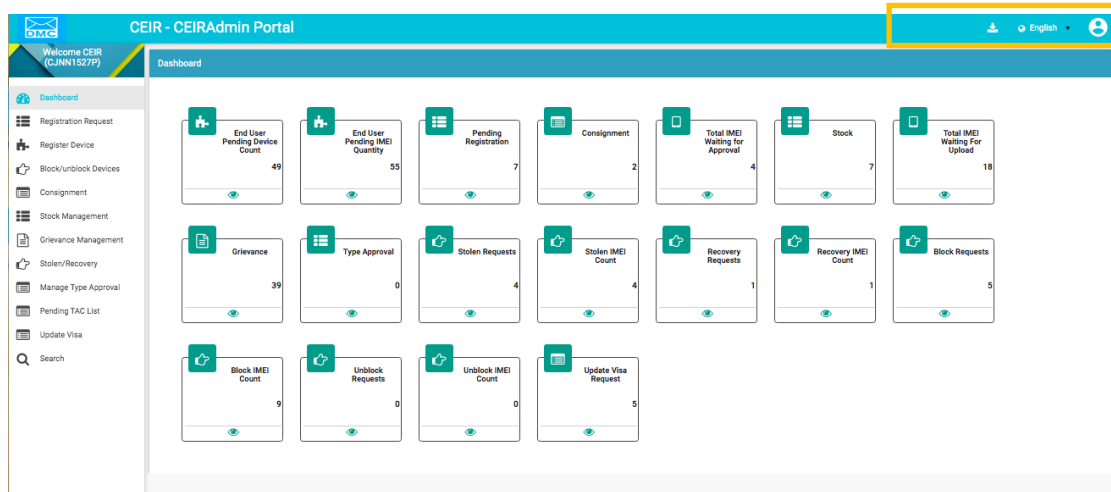 DMC
CEIR - CEIRAdmin Portal
English
Welcome CEIR
(CJNN1527P)
Dashboard
Dashboard
Registration Request
Register Device
Block/unblock Devices
Consignment
Stock Management
Grievance Management
Stolen/Recovery
Manage Type Approval
Pending TAC List
Update Visa
Search
End User
Pending Device
Count
49
End User
Pending IMEI
Quantity
55
Pending
Registration
7
Consignment
2
Total IMEI
Waiting for
Approval
4
Stock
7
Total IMEI
Waiting For
Upload
18
Grievance
39
Type Approval
0
Stolen Requests
4
Stolen IMEI
Count
4
Recovery
Requests
1
Recovery IMEI
Count
1
Block Requests
5
Block IMEI
Count
9
Unblock
Requests
0
Unblock IMEI
Count
0
Update Visa
Request
5